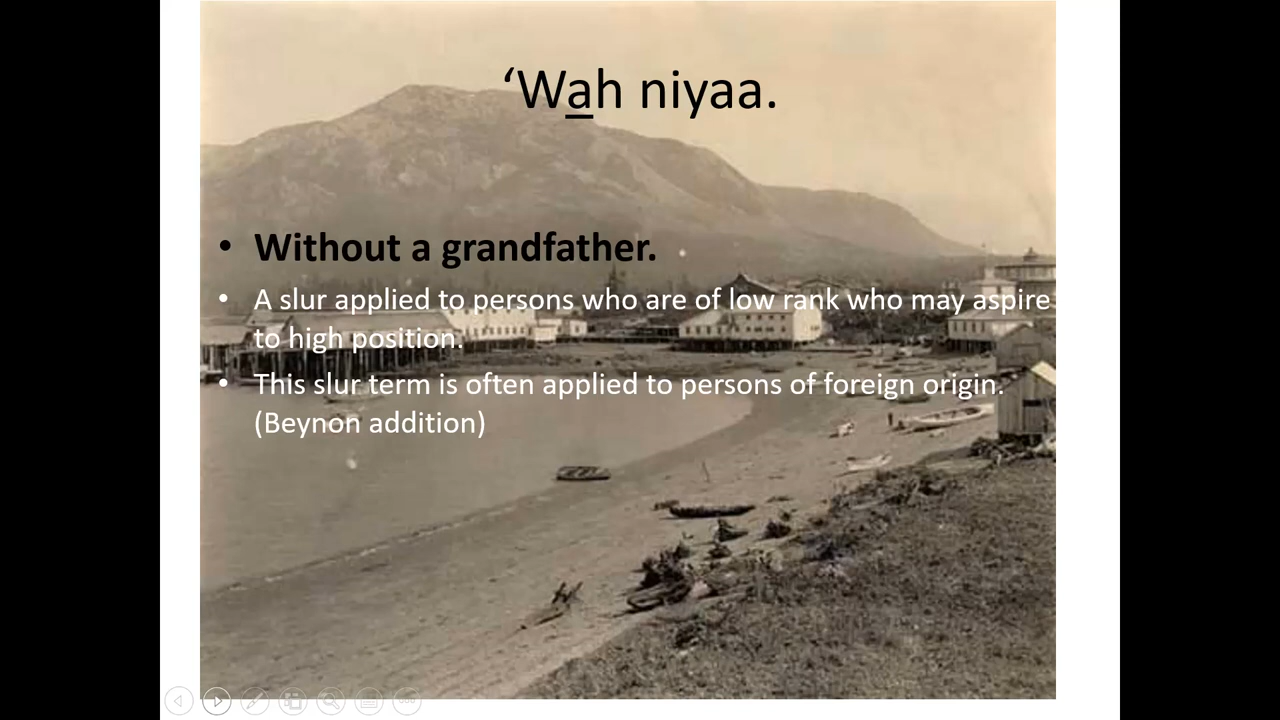 ‘Wa̱h niyaa.
• Without a grandfather.
• A slur applied to persons who are of low rank who may aspire
to high position.
• This slur term is often applied to persons of foreign origin.
(Beynon addition)